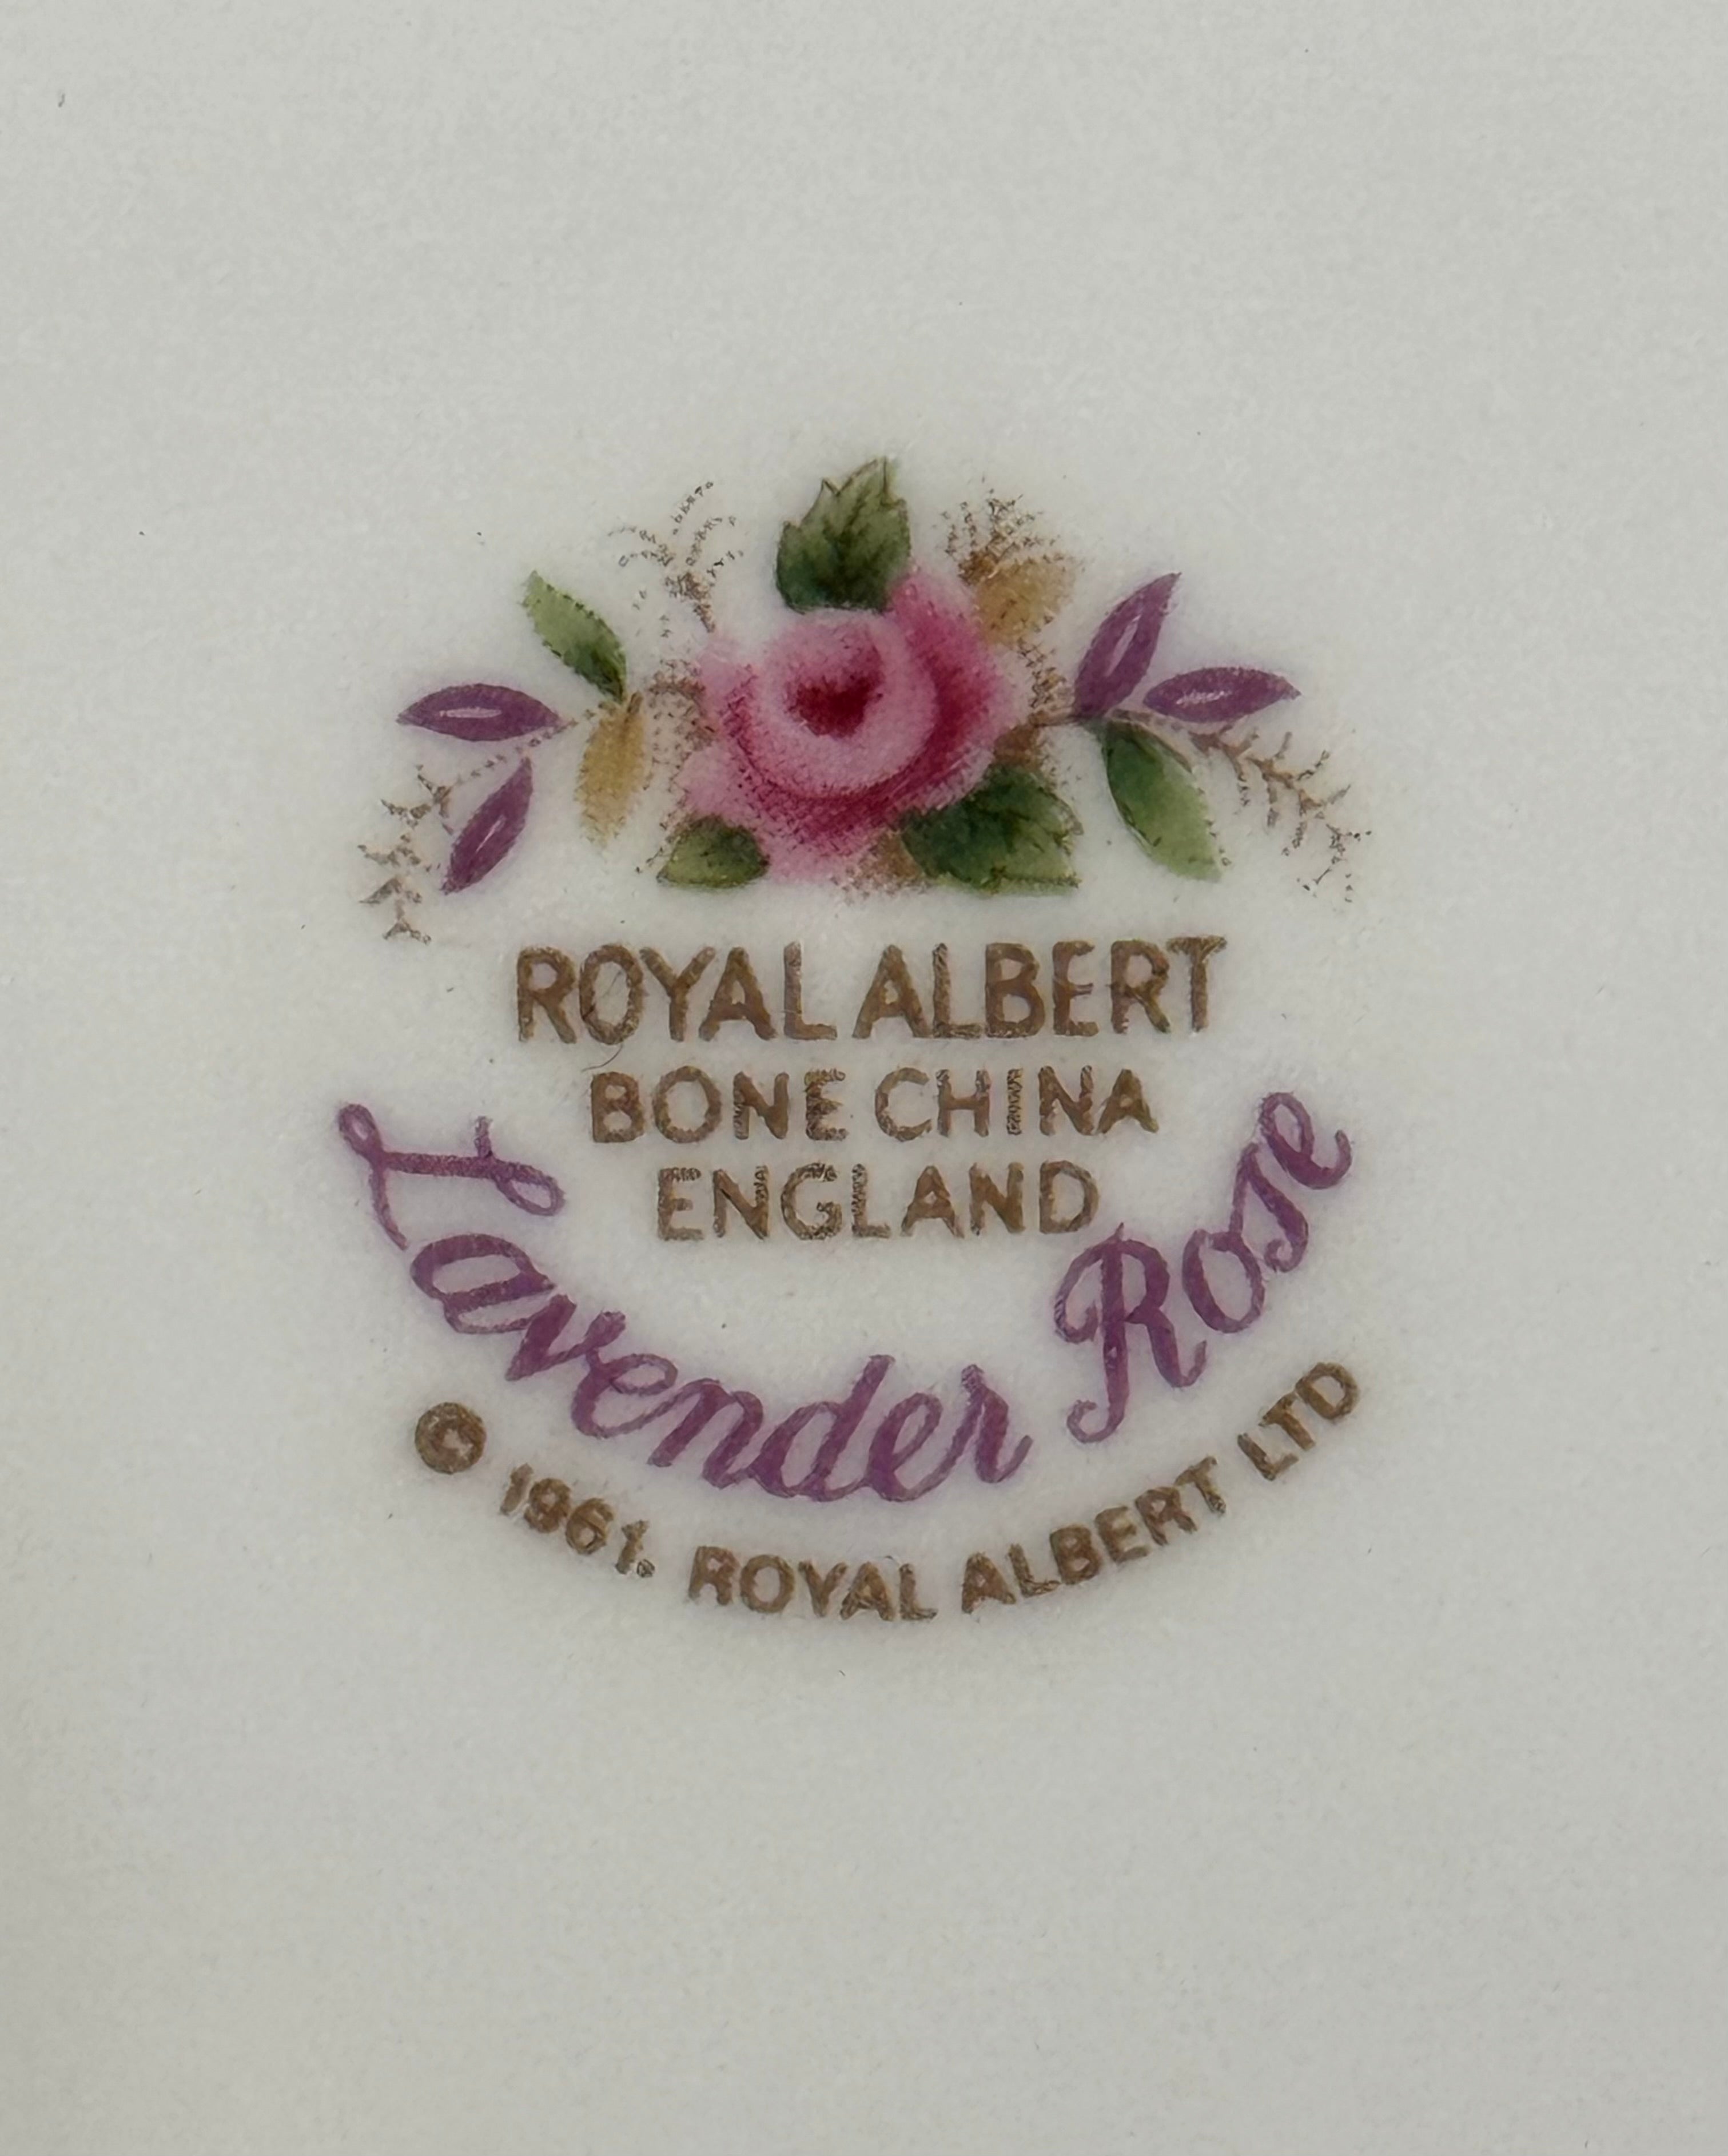 ROYAL ALBERT
BONE CHINA
ENGLAND
Lavender Rose
© 1961. ROYAL ALBERT LTD